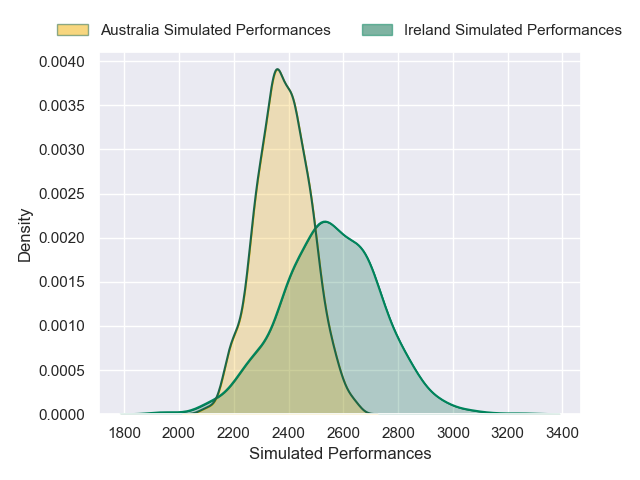 Australia Simulated Performances
Ireland Simulated Performances
0.0040
0.0035
0.0030
0.0025
0.0020
0.0015
0.0010
0.0005
0.0000
Density
1800 2000 2200 2400 2600 2800 3000 3200 3400
Simulated Performances